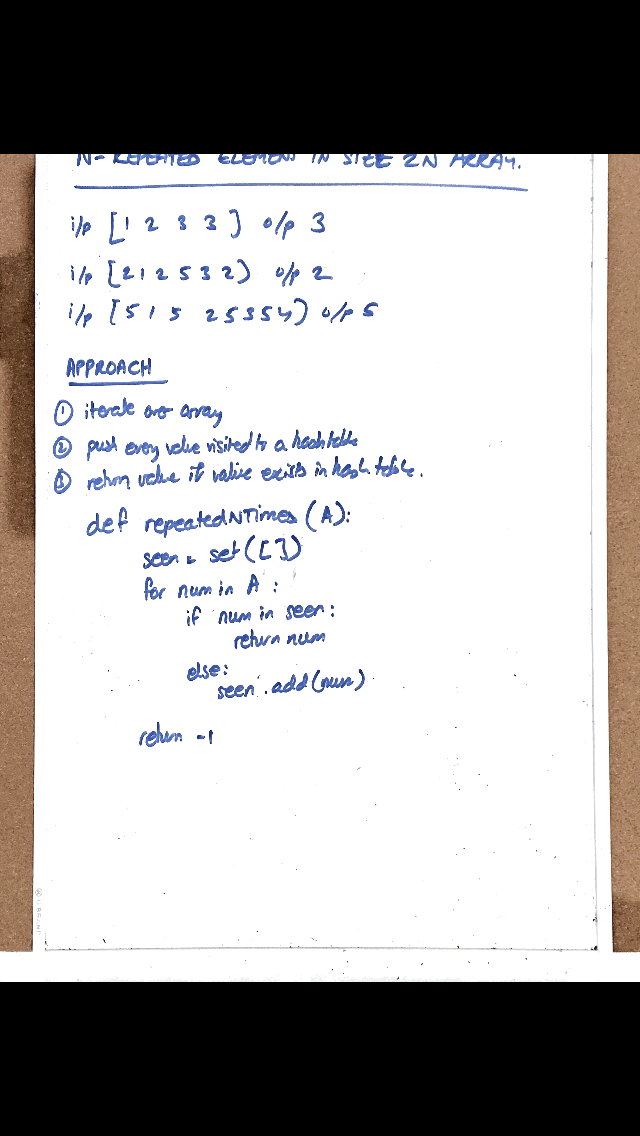 N-REPEATED ELEMENT IN SIZE 2N ARRAY.
i/p [1 2 3 3] o/p 3
i/p [2 1 2 5 3 2) o/p 2
i/p [5 1 5 2 5 3 5 4) o/p 5
APPROACH
① iterate over array
② push every value visited to a hash table
③ return value if value exists in hash table.
def repeatedNTimes (A):
seen = set([])
for num in A :
if num in seen:
return num
else:
seen .add(num)
return -1